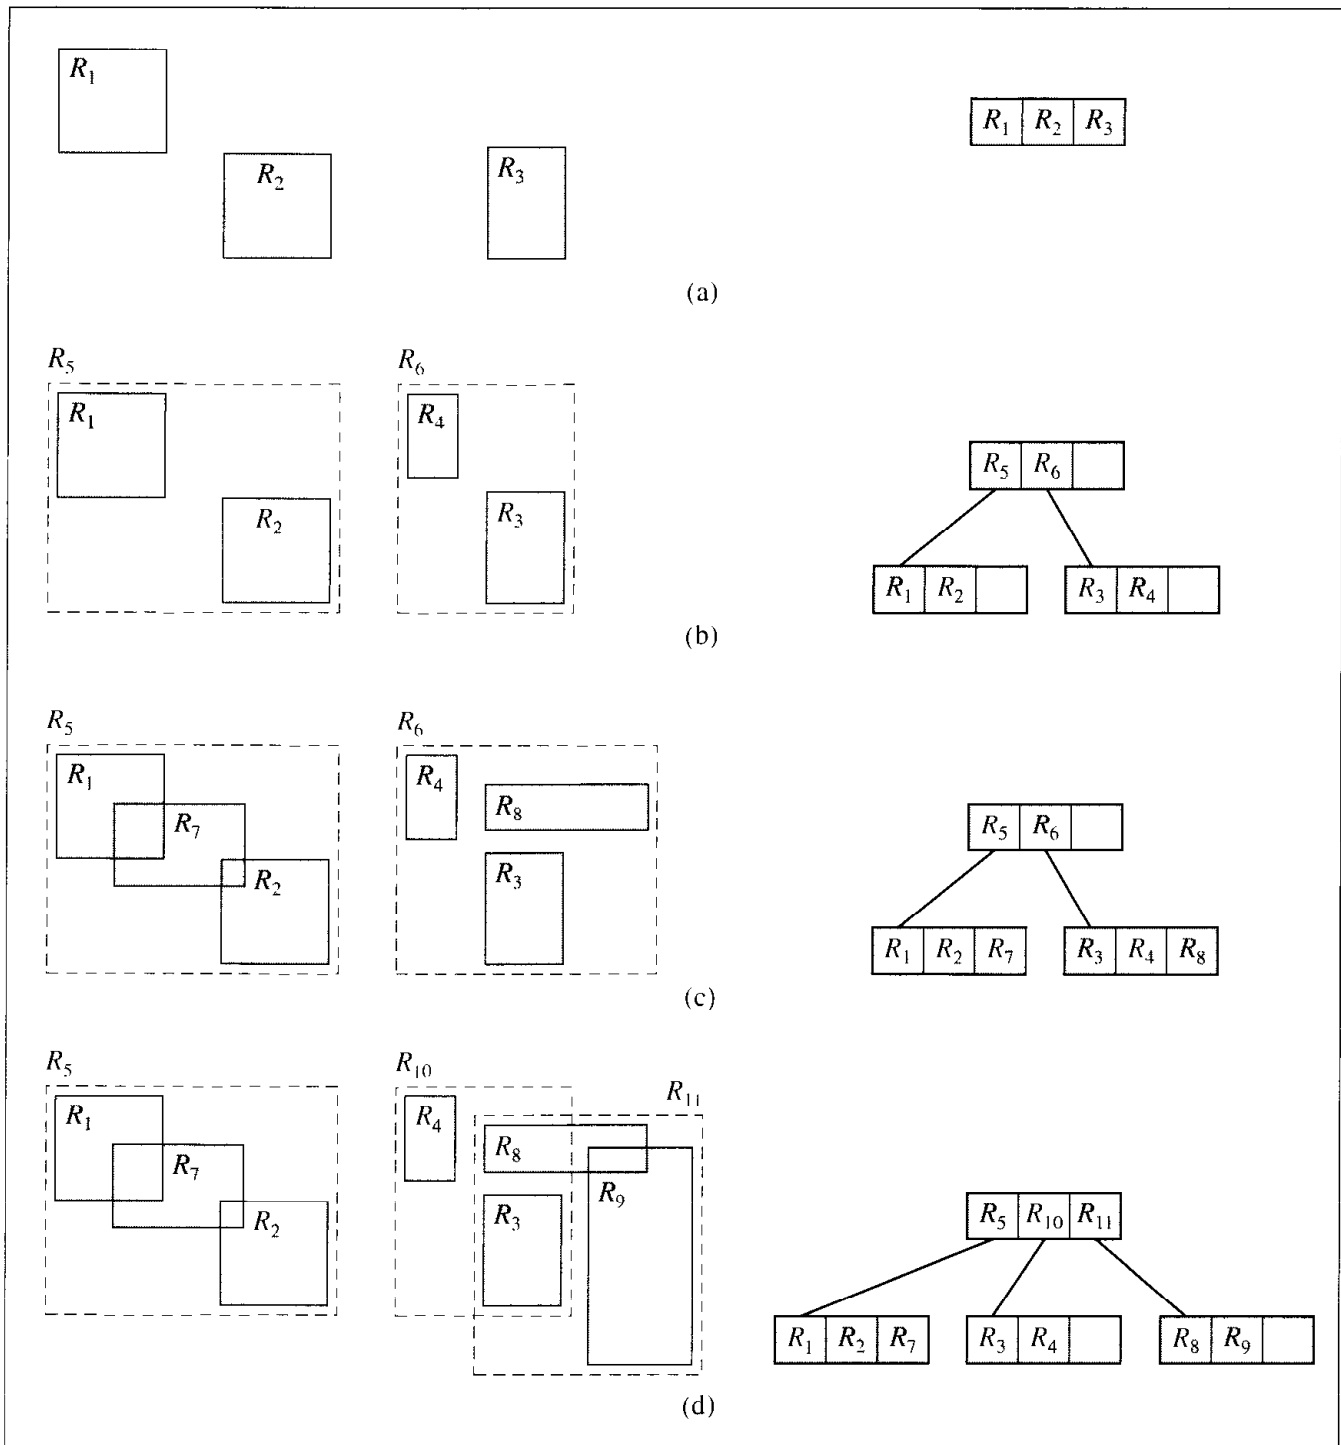 R₁
R₂
R₃
R₁ R₂ R₃
(a)
R₅
R₆
R₁
R₄
R₂
R₃
R₅ R₆
R₁ R₂
R₃ R₄
(b)
R₅
R₆
R₁
R₄
R₇
R₈
R₂
R₃
R₅ R₆
R₁ R₂ R₇
R₃ R₄ R₈
(c)
R₅
R₁₀
R₁₁
R₁
R₄
R₇
R₈
R₉
R₂
R₃
R₅ R₁₀ R₁₁
R₁ R₂ R₇
R₃ R₄
R₈ R₉
(d)